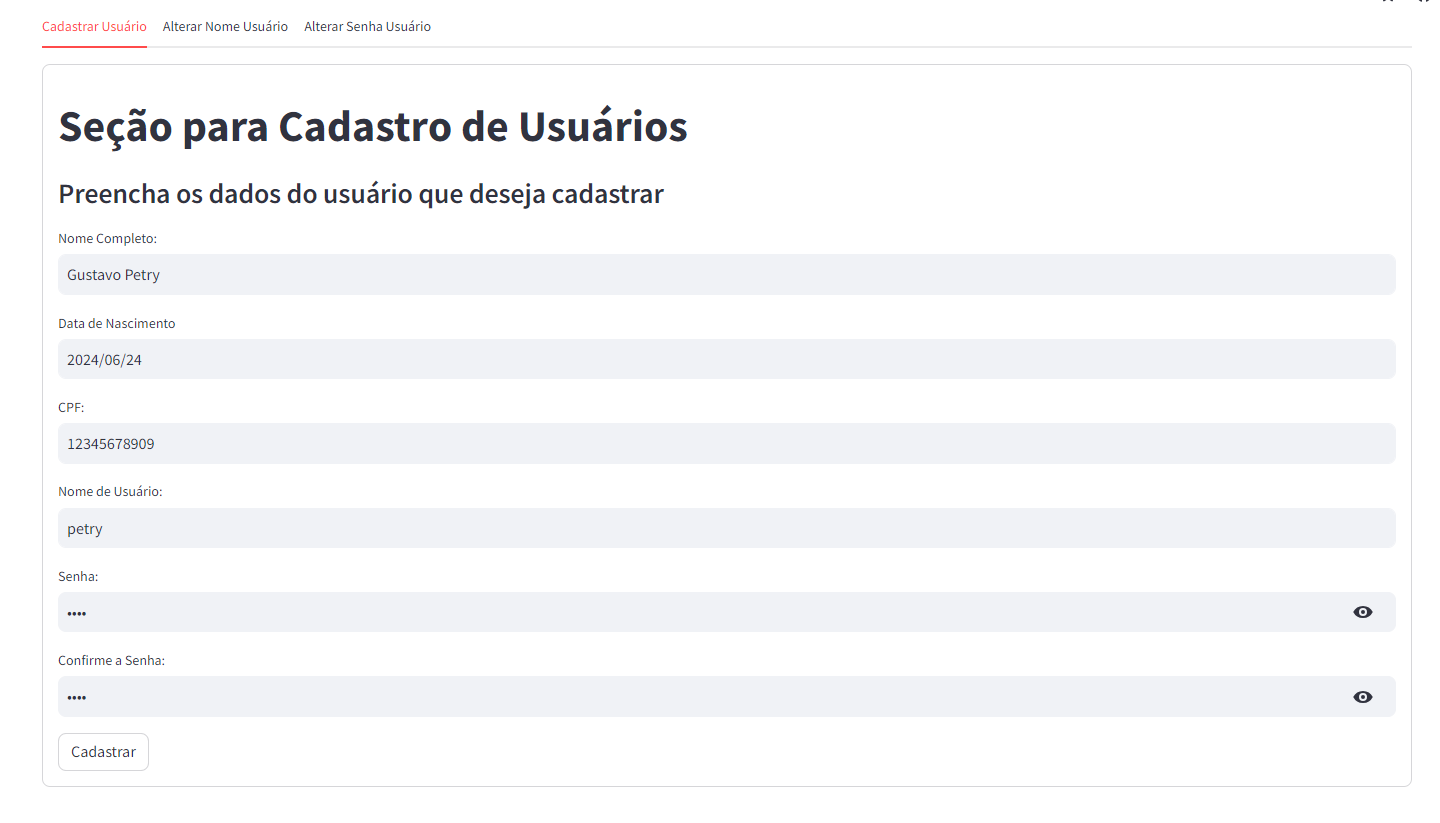 Cadastrar Usuário Alterar Nome Usuário Alterar Senha Usuário
Seção para Cadastro de Usuários
Preencha os dados do usuário que deseja cadastrar
Nome Completo:
Gustavo Petry
Data de Nascimento
2024/06/24
CPF:
12345678909
Nome de Usuário:
petry
Senha:
••••
Confirme a Senha:
••••
Cadastrar